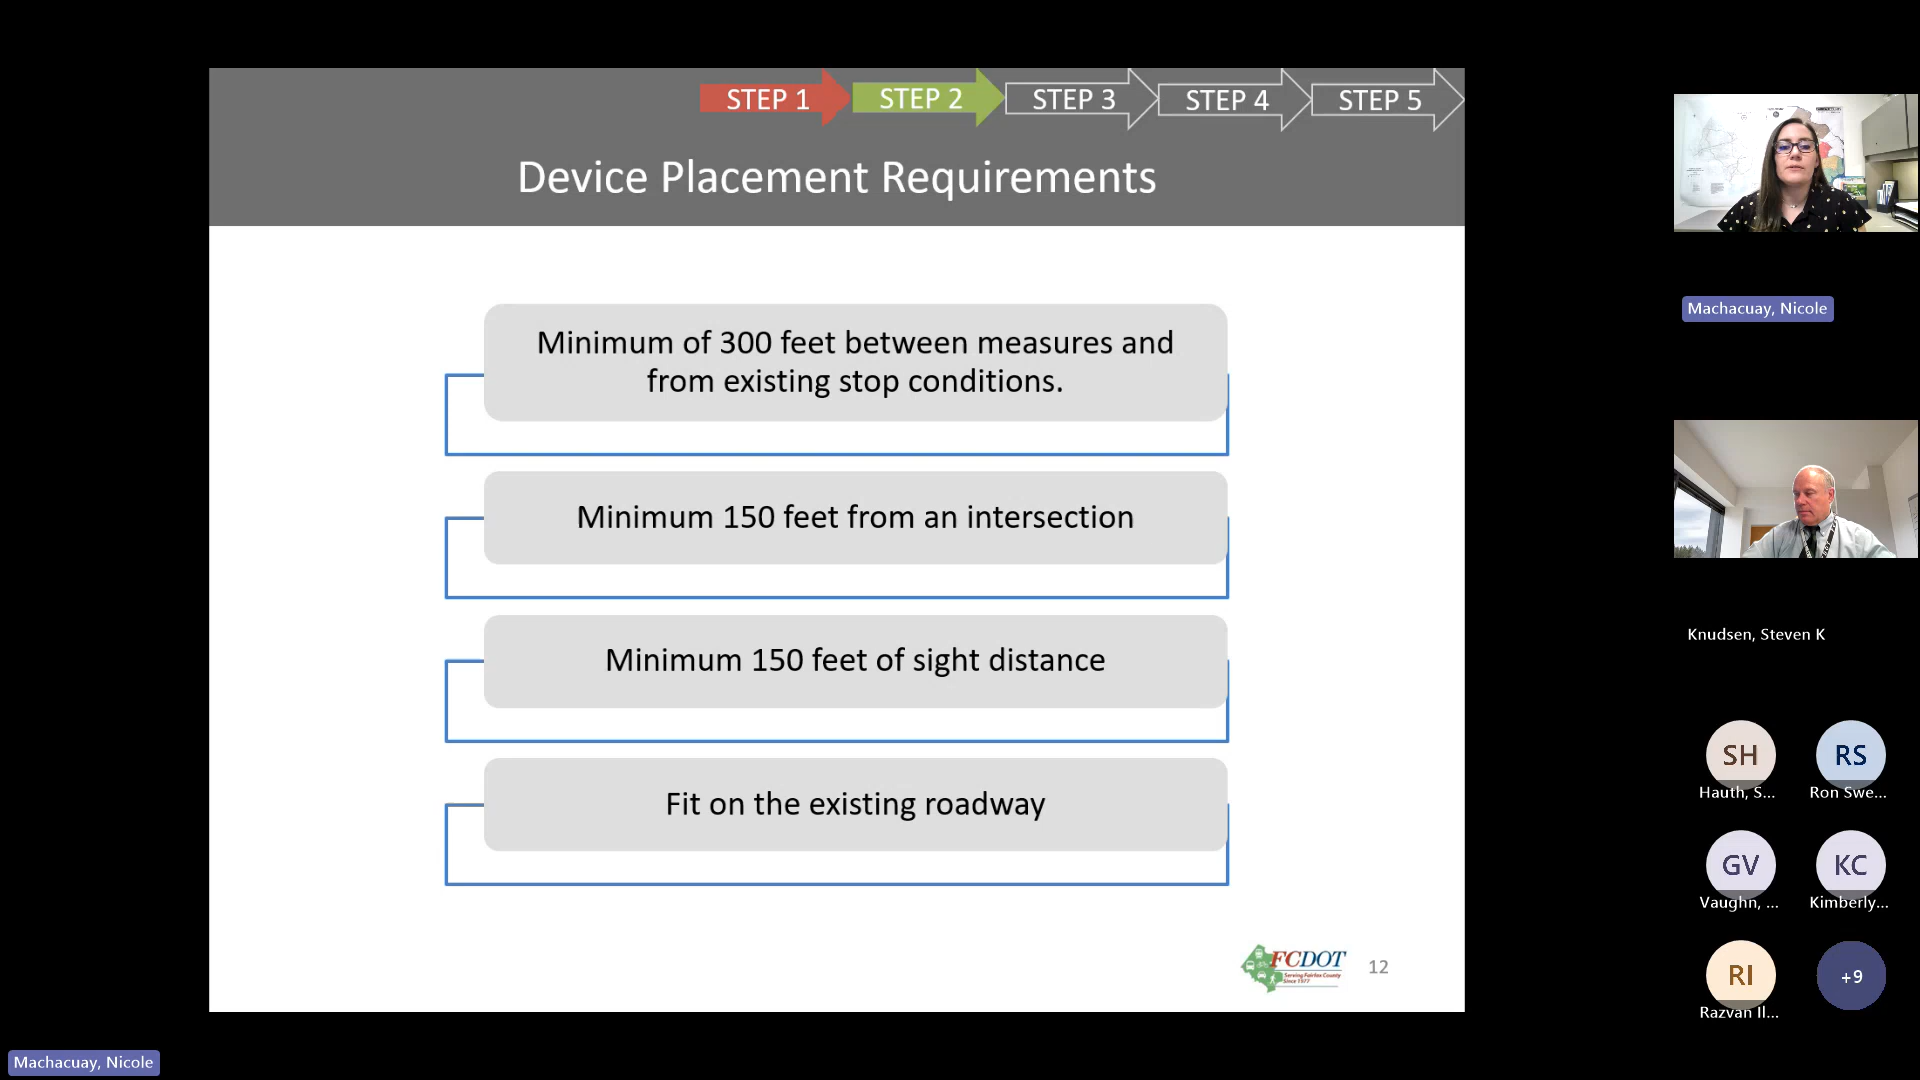 STEP 1
STEP 2
STEP 3
STEP 4
STEP 5
Device Placement Requirements
Minimum of 300 feet between measures and
from existing stop conditions.
Minimum 150 feet from an intersection
Minimum 150 feet of sight distance
Fit on the existing roadway
FCDOT
Serving Fairfax County
Since 1977
12
Machacuay, Nicole
Knudsen, Steven K
SH
RS
Hauth, S...
Ron Swe...
GV
KC
Vaughn, ...
Kimberly...
RI
+9
Razvan Il...
Machacuay, Nicole